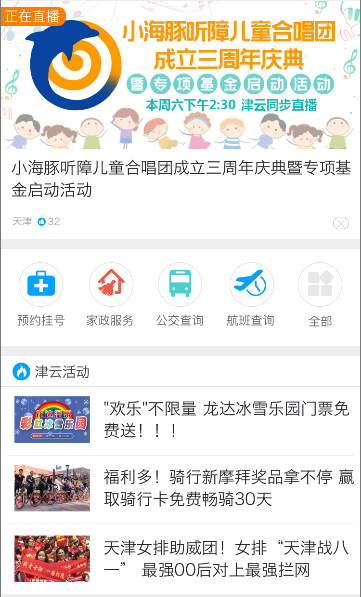 正在直播
小海豚听障儿童合唱团
成立三周年庆典
暨专项基金启动活动
本周六下午2:30 津云同步直播
小海豚听障儿童合唱团成立三周年庆典暨专项基
金启动活动
天津 32
预约挂号 家政服务 公交查询 航班查询 全部
津云活动
"欢乐"不限量 龙达冰雪乐园门票免
费送！！！
彩虹冰雪乐园
福利多！骑行新摩拜奖品拿不停 赢
取骑行卡免费畅骑30天
天津女排助威团！女排“天津战八
一” 最强00后对上最强拦网